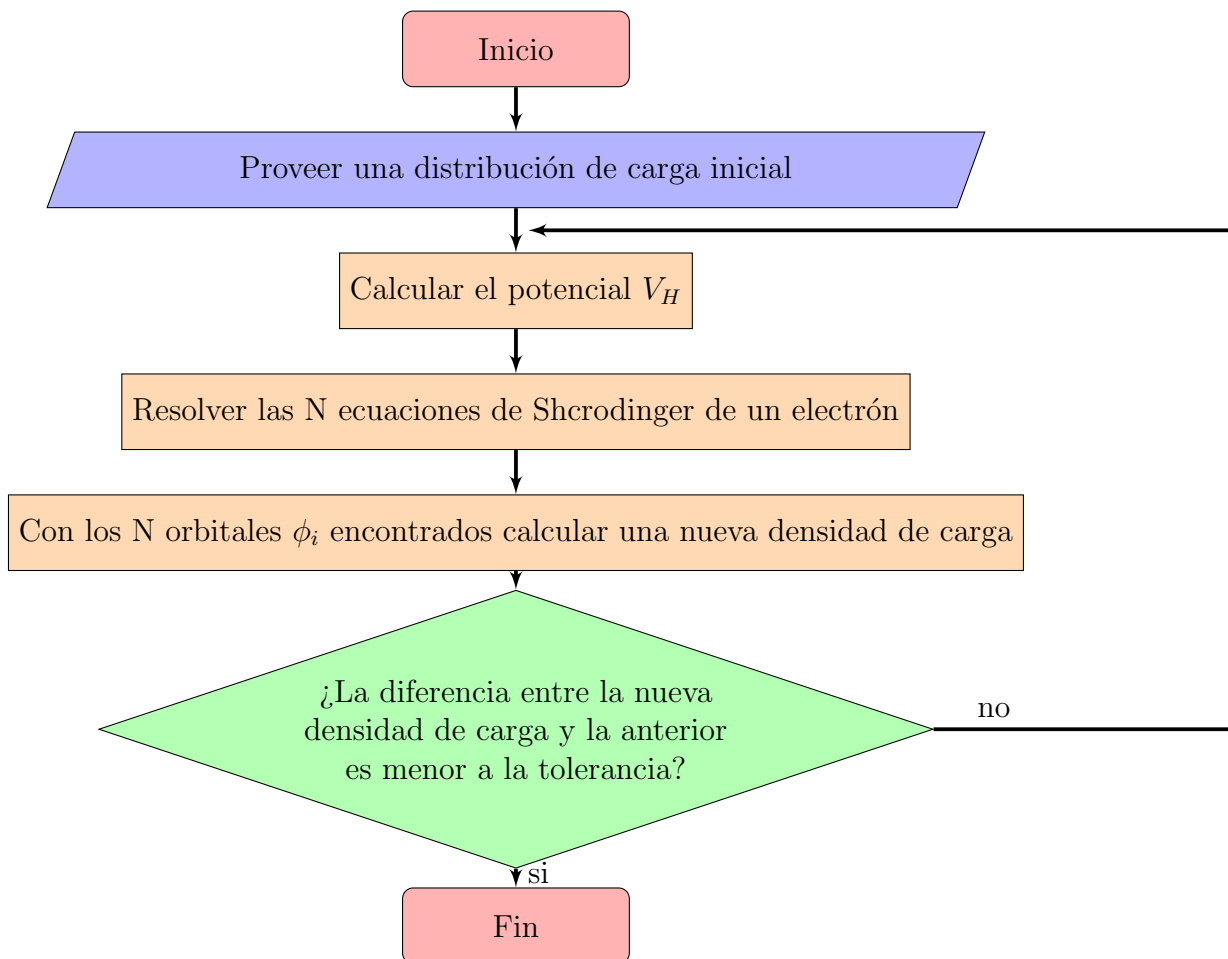 Inicio
Proveer una distribución de carga inicial
Calcular el potencial $V_H$
Resolver las N ecuaciones de Shcrodinger de un electrón
Con los N orbitales $\phi_i$ encontrados calcular una nueva densidad de carga
¿La diferencia entre la nueva
densidad de carga y la anterior
es menor a la tolerancia?
no
si
Fin